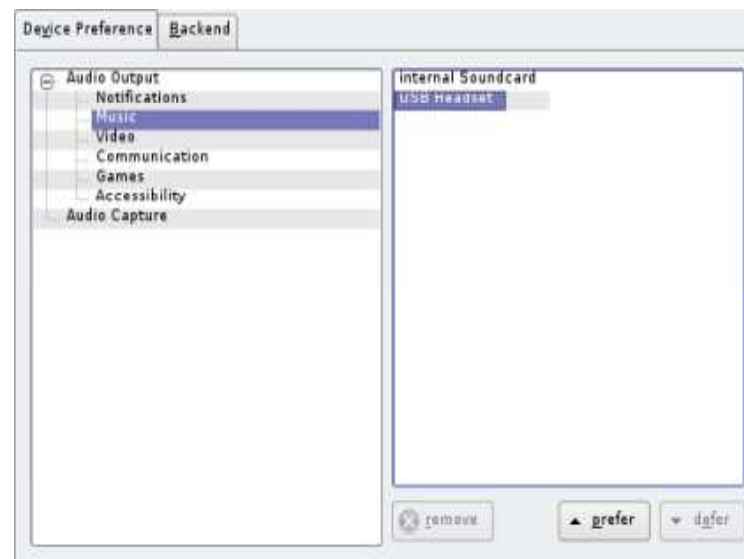 Device Preference
Backend
Audio Output
Notifications
Music
Video
Communication
Games
Accessibility
Audio Capture
internal Soundcard
USB Headset
remove
prefer
defer